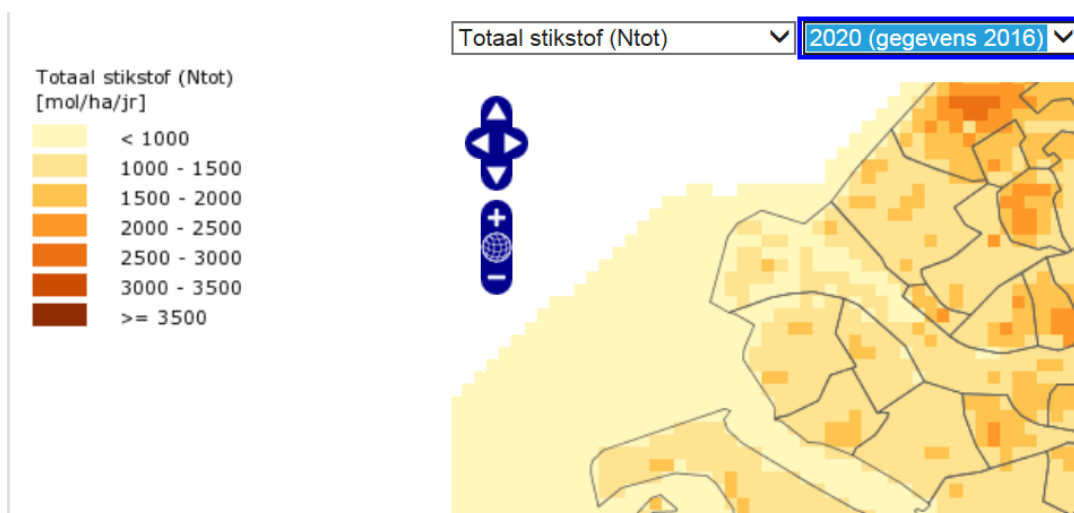 Totaal stikstof (Ntot)
2020 (gegevens 2016)
Totaal stikstof (Ntot)
[mol/ha/jr]
< 1000
1000 - 1500
1500 - 2000
2000 - 2500
2500 - 3000
3000 - 3500
>= 3500